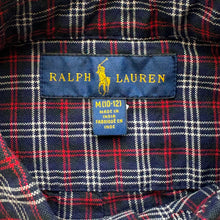 RALPH LAUREN
M(10-12)
MADE IN
INDIA
FABRIQUÉ EN
INDE